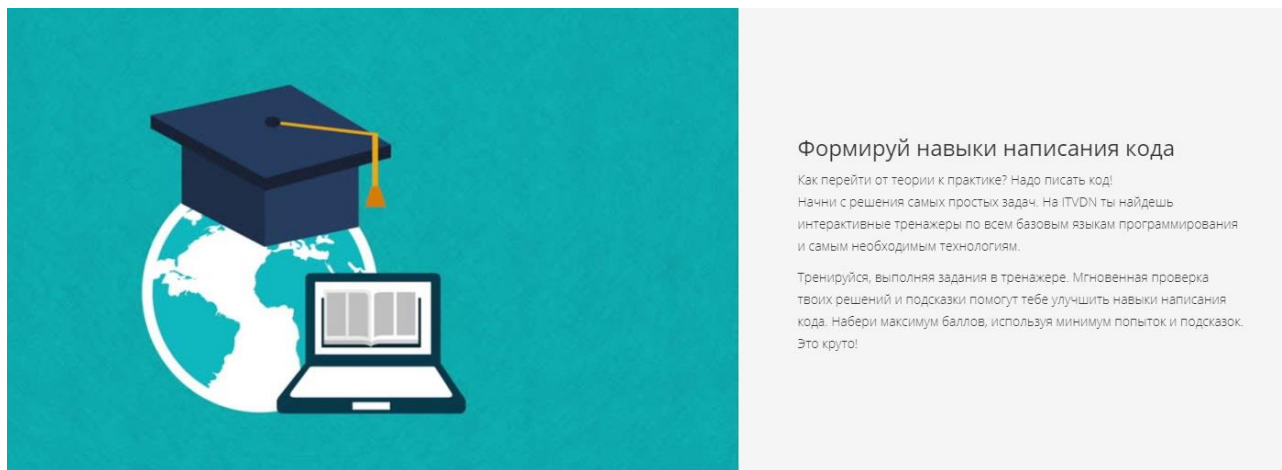 Формируй навыки написания кода
Как перейти от теории к практике? Надо писать код!
Начни с решения самых простых задач. На ITVDN ты найдешь
интерактивные тренажеры по всем базовым языкам программирования
и самым необходимым технологиям.
Тренируйся, выполняя задания в тренажере. Мгновенная проверка
твоих решений и подсказки помогут тебе улучшить навыки написания
кода. Набери максимум баллов, используя минимум попыток и подсказок.
Это круто!